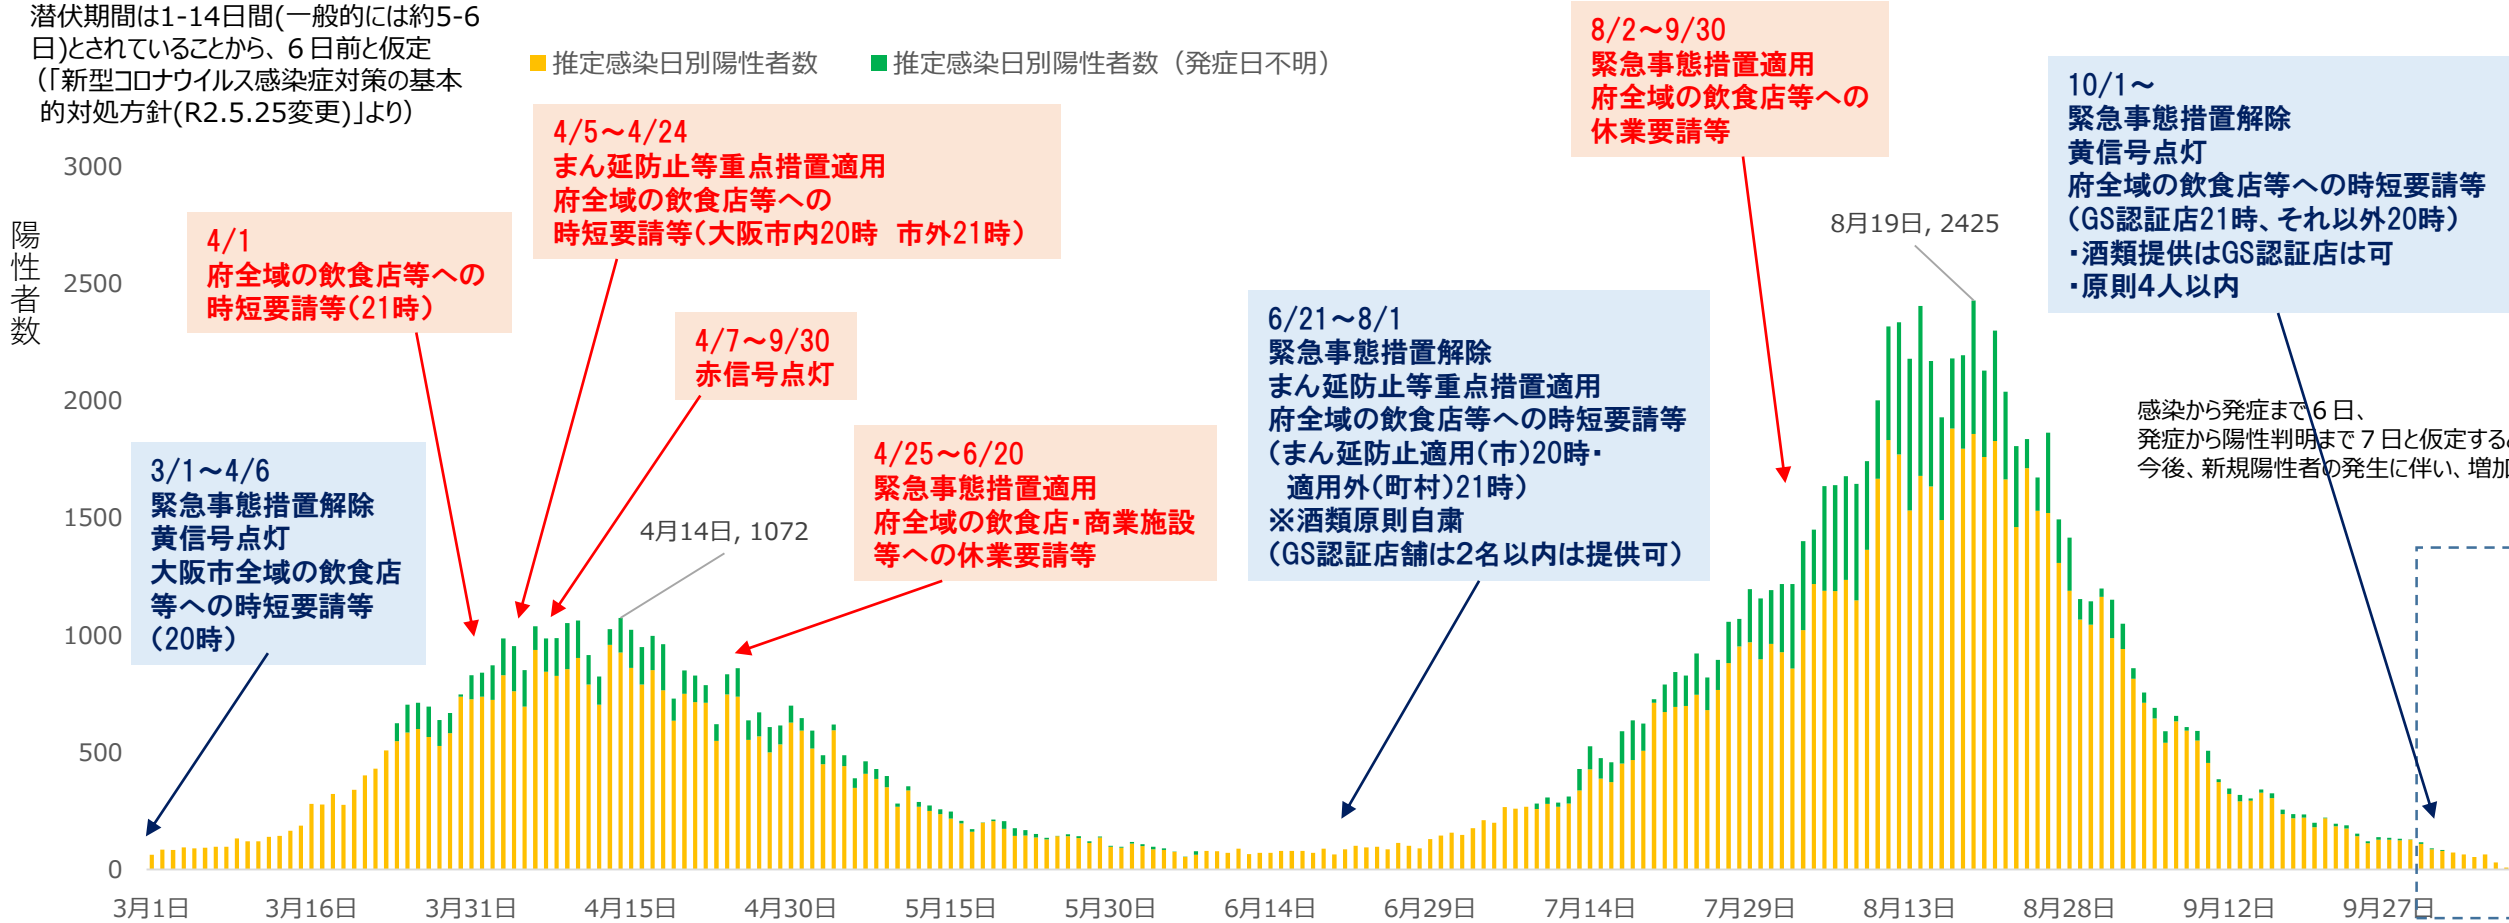 潜伏期間は1-14日間(一般的には約5-6
日)とされていることから、６日前と仮定
（「新型コロナウイルス感染症対策の基本
的対処方針(R2.5.25変更)」より）
推定感染日別陽性者数
推定感染日別陽性者数（発症日不明）
陽性者数
3000
2500
2000
1500
1000
500
0
3/1～4/6
緊急事態措置解除
黄信号点灯
大阪市全域の飲食店
等への時短要請等
（20時）
4/1
府全域の飲食店等への
時短要請等（21時）
4/5～4/24
まん延防止等重点措置適用
府全域の飲食店等への
時短要請等（大阪市内20時　市外21時）
4/7～9/30
赤信号点灯
4月14日, 1072
4/25～6/20
緊急事態措置適用
府全域の飲食店・商業施設
等への休業要請等
6/21～8/1
緊急事態措置解除
まん延防止等重点措置適用
府全域の飲食店等への時短要請等
（まん延防止適用（市）20時・
適用外（町村）21時）
※酒類原則自粛
（GS認証店舗は2名以内は提供可）
8/2～9/30
緊急事態措置適用
府全域の飲食店等への
休業要請等
8月19日, 2425
10/1～
緊急事態措置解除
黄信号点灯
府全域の飲食店等への時短要請等
（GS認証店21時、それ以外20時）
・酒類提供はGS認証店は可
・原則4人以内
感染から発症まで６日、
発症から陽性判明まで７日と仮定する
今後、新規陽性者の発生に伴い、増加
3月1日
3月16日
3月31日
4月15日
4月30日
5月15日
5月30日
6月14日
6月29日
7月14日
7月29日
8月13日
8月28日
9月12日
9月27日